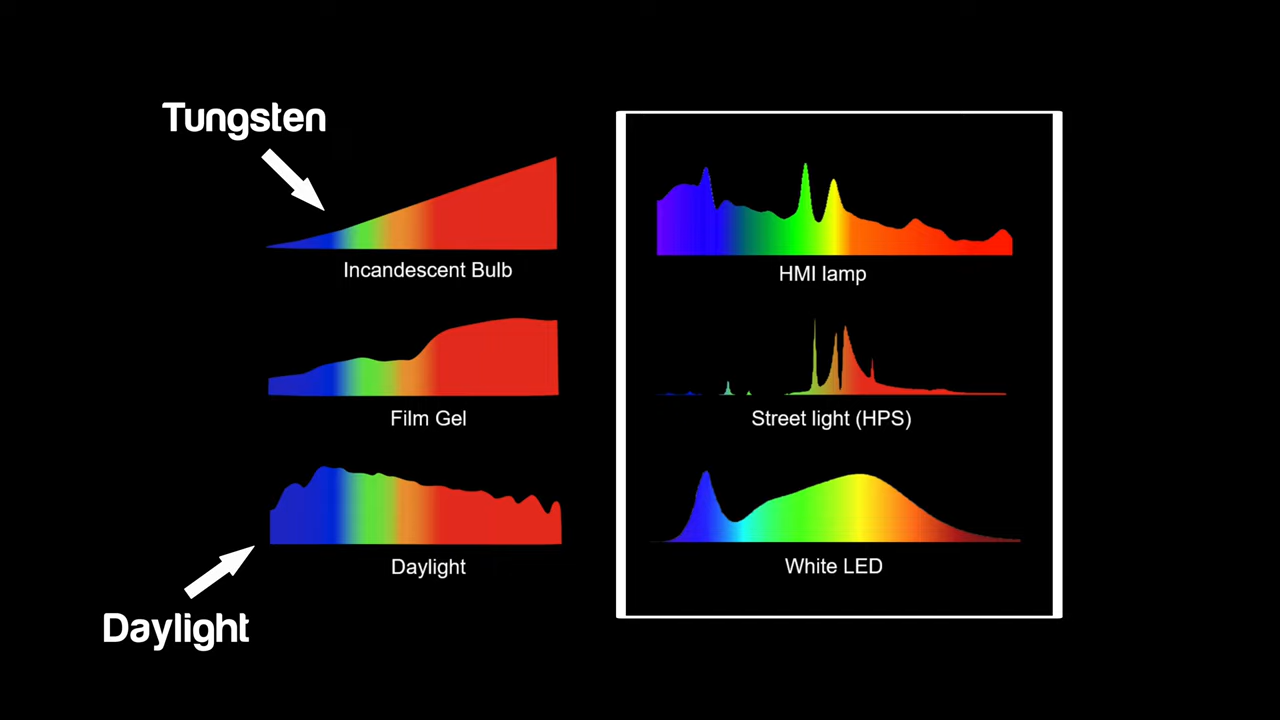 Tungsten
Incandescent Bulb
Film Gel
Daylight
Daylight
HMI lamp
Street light (HPS)
White LED